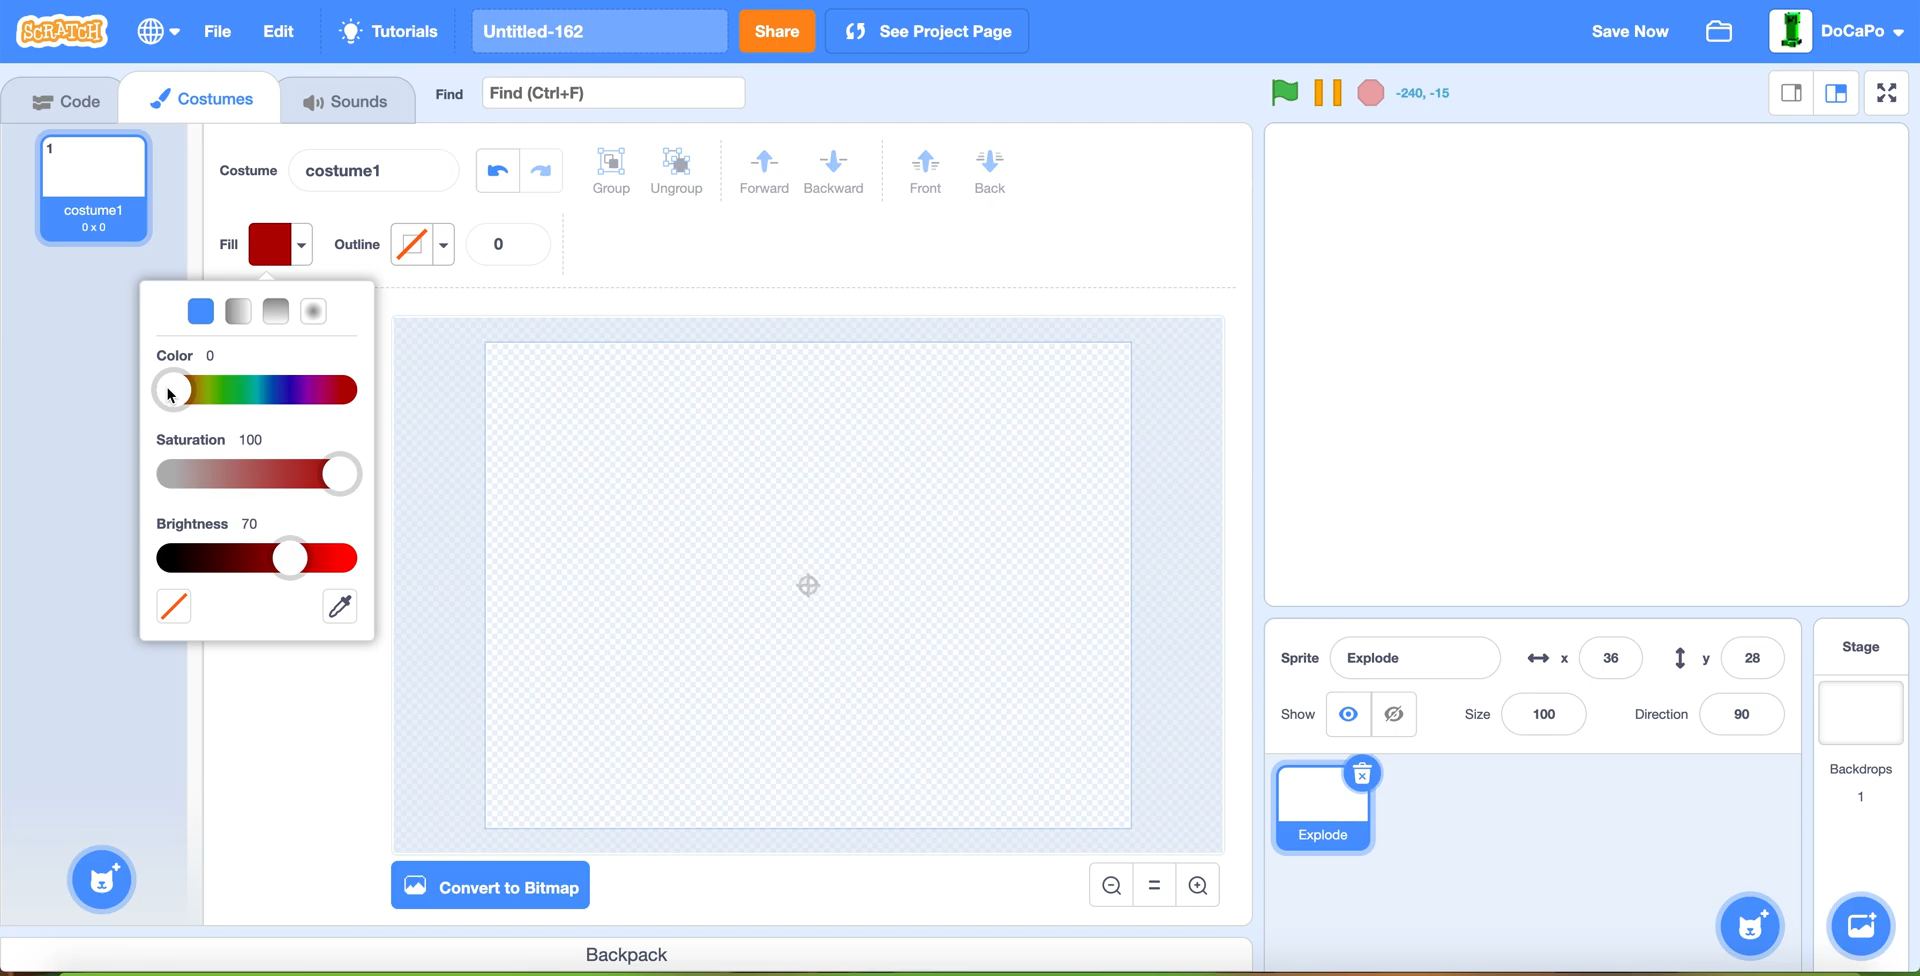 SCRATCH File Edit Tutorials Untitled-162 Share See Project Page Save Now DoCaPo
Code Costumes Sounds Find Find (Ctrl+F) -240, -15
1
costume1
0 x 0
Costume costume1 Group Ungroup Forward Backward Front Back
Fill Outline 0
Color 0
Saturation 100
Brightness 70
Convert to Bitmap =
Backpack
Sprite Explode x 36 y 28
Show Size 100 Direction 90
Explode
Stage
Backdrops
1